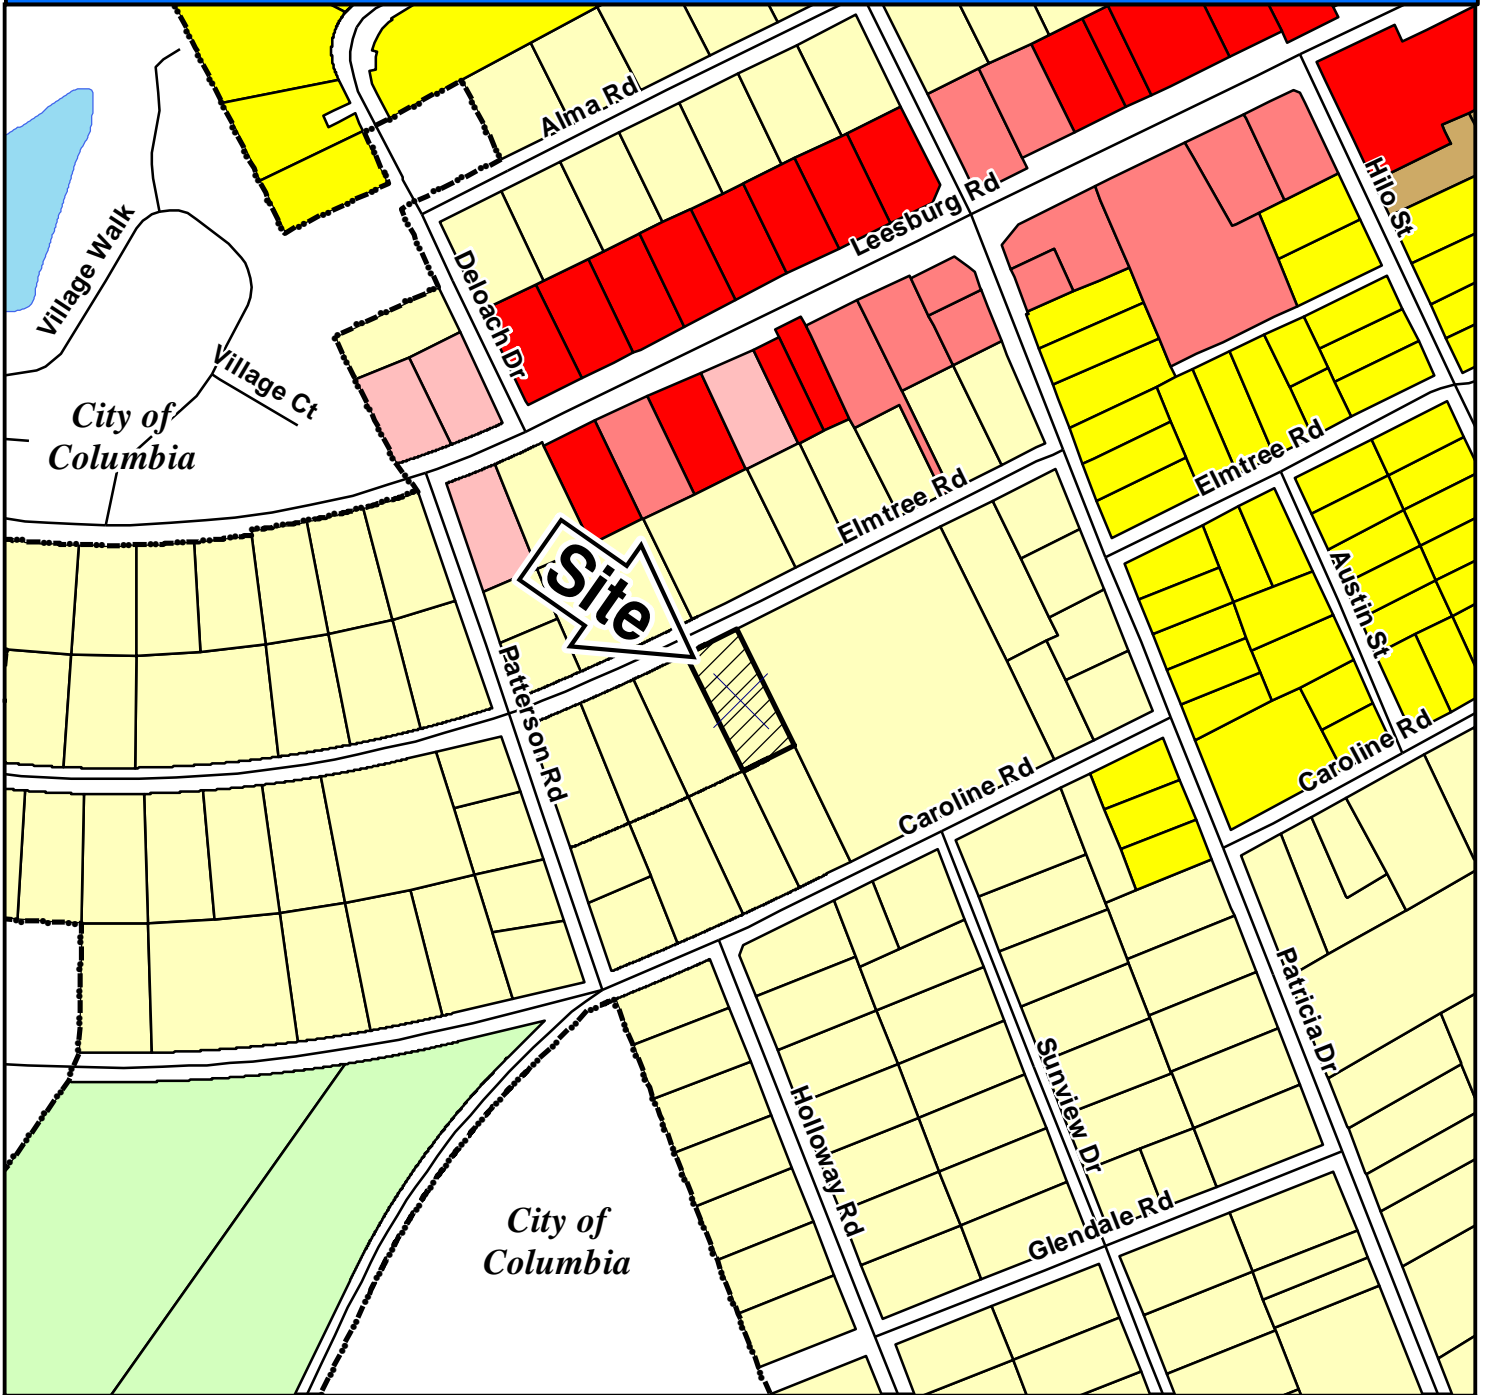 Alma Rd
Hilo St
Leesburg Rd
Village Walk
Deloach Dr
Village Ct
City of
Columbia
Elmtree Rd
Elmtree Rd
Site
Austin St
Patterson Rd
Caroline Rd
Caroline Rd
Patricia Dr
Sunview Dr
Holloway Rd
Glendale Rd
City of
Columbia